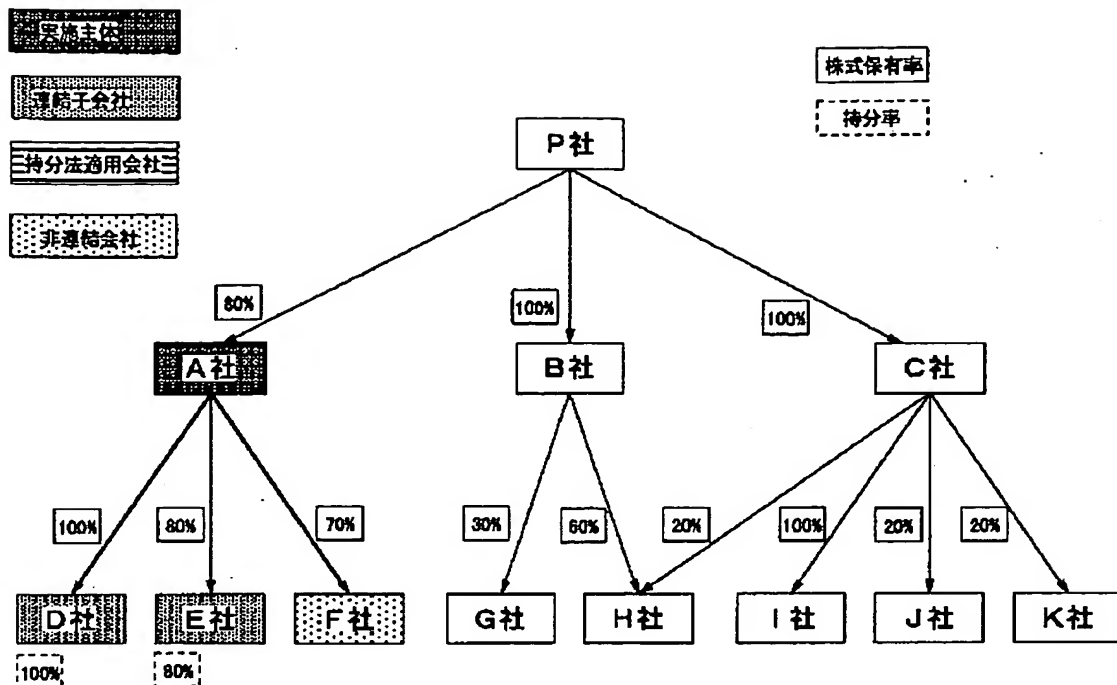 実施主体
連結子会社
持分法適用会社
非連結会社
株式保有率
持分率
P社
80%
100%
100%
A社
B社
C社
100%
80%
70%
30%
60%
20%
100%
20%
20%
D社
E社
F社
G社
H社
I社
J社
K社
100%
80%